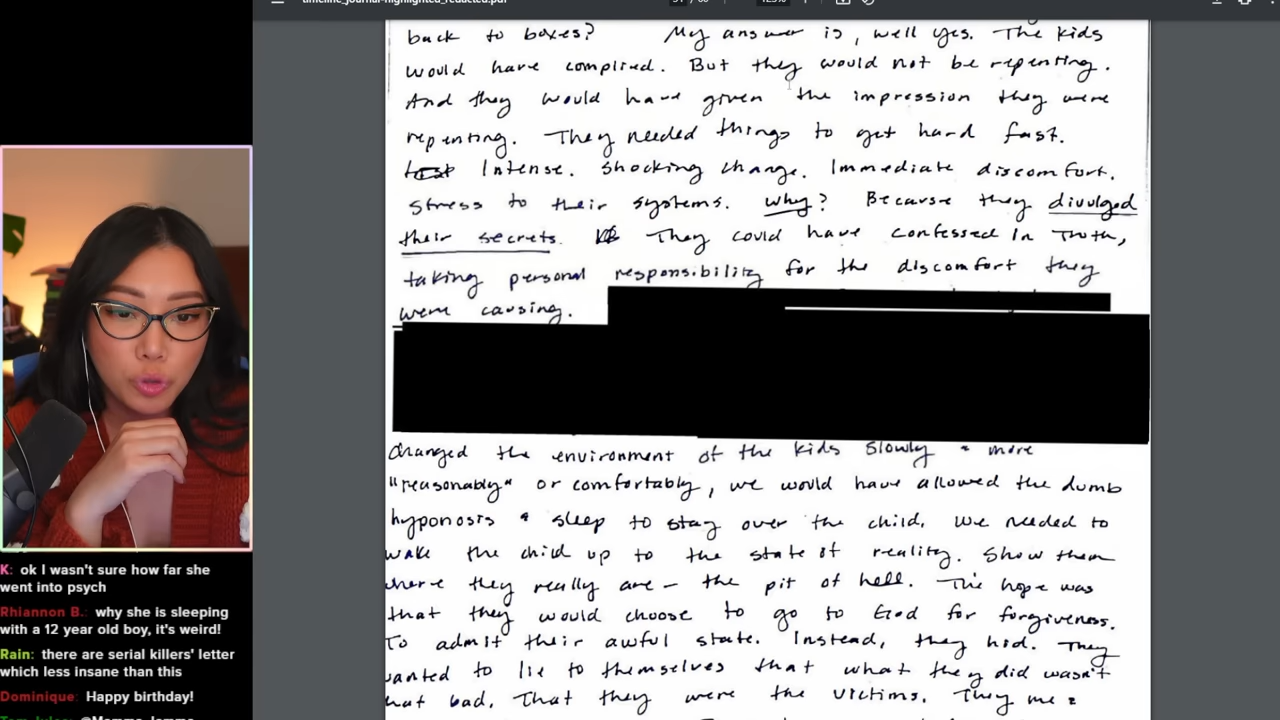 timeline_journal-highlighted_redacted.pdf
back to boxes? My answer is, well yes. The kids
would have complied. But they would not be repenting.
And they would have given the impression they were
repenting. They needed things to get hard fast.
Intense. Shocking change. Immediate discomfort.
Stress to their systems. Why? Because they divulged
their secrets. They could have confessed in Truth,
taking personal responsibility for the discomfort they
were causing.
changed the environment of the kids slowly & more
"reasonably" or comfortably, we would have allowed the dumb
hyponosis & sleep to stay over the child. We needed to
wake the child up to the state of reality. Show them
where they really are — the pit of hell. The hope was
that they would choose to go to God for forgiveness.
To admit their awful state. Instead, they hid. They
wanted to lie to themselves that what they did wasn't
that bad. That they were the victims. They
K: ok I wasn't sure how far she
went into psych
Rhiannon B.: why she is sleeping
with a 12 year old boy, it's weird!
Rain: there are serial killers' letter
which less insane than this
Dominique: Happy birthday!